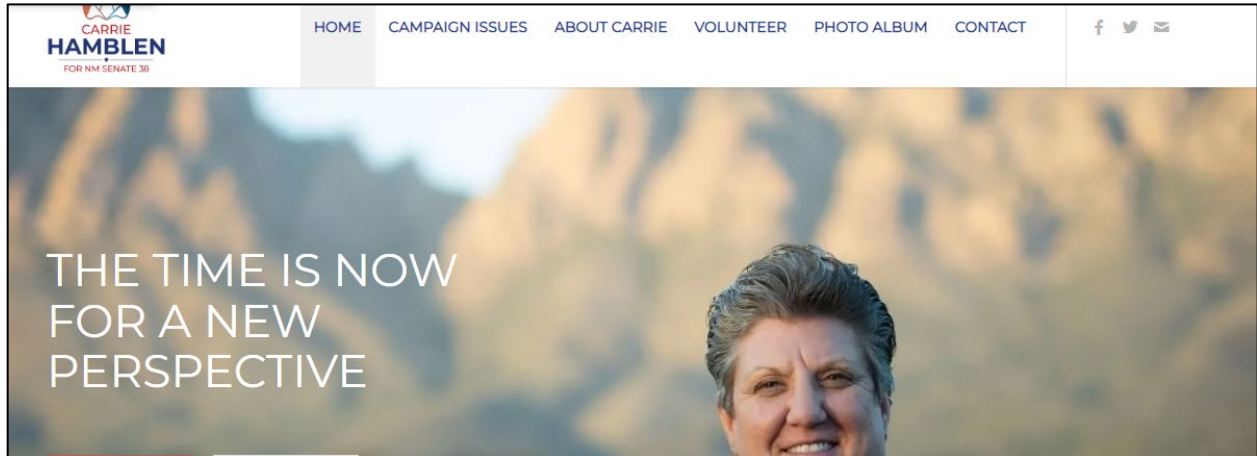 CARRIE
HAMBLEN
FOR NM SENATE 38
HOME CAMPAIGN ISSUES ABOUT CARRIE VOLUNTEER PHOTO ALBUM CONTACT
THE TIME IS NOW
FOR A NEW
PERSPECTIVE